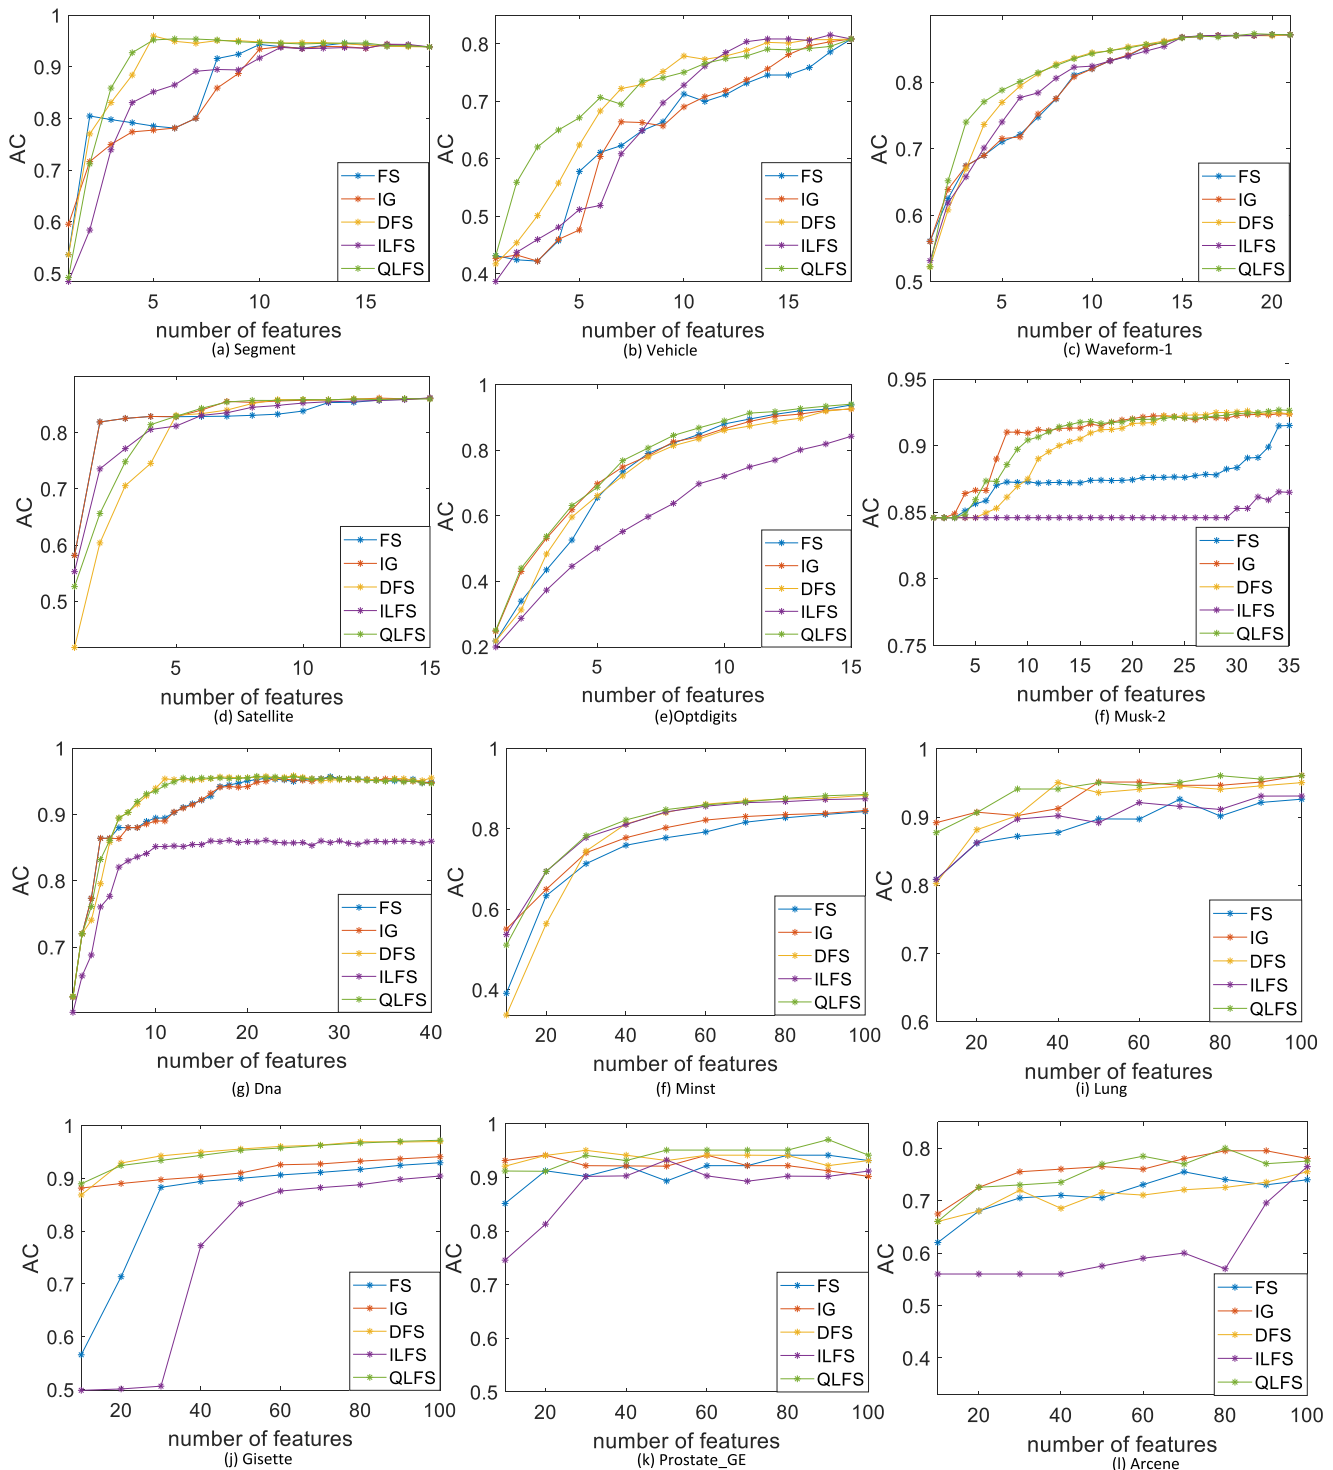 1
0.9
0.8
0.7
0.6
0.5
AC
5 10 15
number of features
FS
IG
DFS
ILFS
QLFS
(a) Segment
0.8
0.7
0.6
0.5
0.4
AC
5 10 15
number of features
FS
IG
DFS
ILFS
QLFS
(b) Vehicle
0.8
0.7
0.6
0.5
AC
5 10 15 20
number of features
FS
IG
DFS
ILFS
QLFS
(c) Waveform-1
0.8
0.7
0.6
0.5
AC
5 10 15
number of features
FS
IG
DFS
ILFS
QLFS
(d) Satellite
1
0.8
0.6
0.4
0.2
AC
5 10 15
number of features
FS
IG
DFS
ILFS
QLFS
(e)Optdigits
0.95
0.85
0.75
AC
5 10 15 20 25 30 35
number of features
FS
IG
DFS
ILFS
QLFS
(f) Musk-2
1
0.9
0.8
0.7
AC
10 20 30 40
number of features
FS
IG
DFS
ILFS
QLFS
(g) Dna
1
0.8
0.6
0.4
AC
20 40 60 80 100
number of features
FS
IG
DFS
ILFS
QLFS
(f) Minst
1
0.9
0.8
0.7
0.6
AC
20 40 60 80 100
number of features
FS
IG
DFS
ILFS
QLFS
(i) Lung
1
0.9
0.8
0.7
0.6
0.5
AC
20 40 60 80 100
number of features
FS
IG
DFS
ILFS
QLFS
(j) Gisette
1
0.9
0.8
0.7
0.6
0.5
AC
20 40 60 80 100
number of features
FS
IG
DFS
ILFS
QLFS
(k) Prostate_GE
0.8
0.7
0.6
0.5
0.4
AC
20 40 60 80 100
number of features
FS
IG
DFS
ILFS
QLFS
(l) Arcene